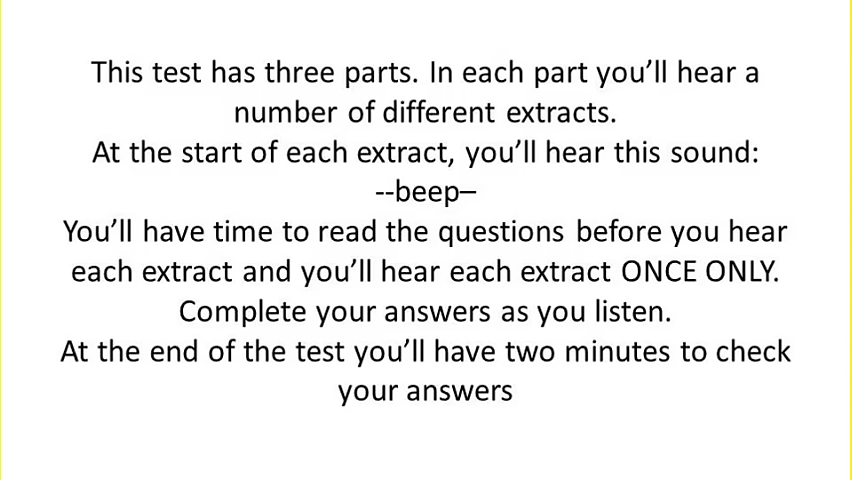 This test has three parts. In each part you’ll hear a
number of different extracts.
At the start of each extract, you’ll hear this sound:
--beep–
You’ll have time to read the questions before you hear
each extract and you’ll hear each extract ONCE ONLY.
Complete your answers as you listen.
At the end of the test you’ll have two minutes to check
your answers